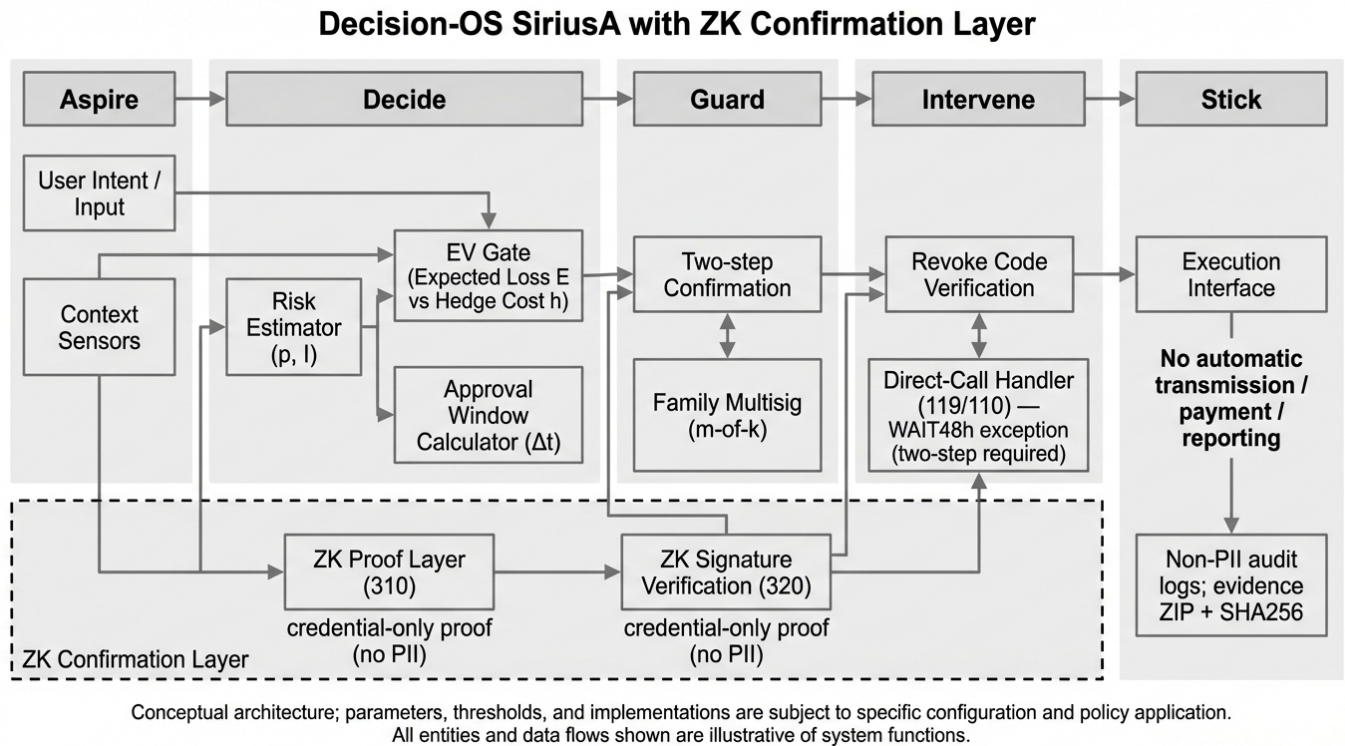 Decision-OS SiriusA with ZK Confirmation Layer
Aspire
Decide
Guard
Intervene
Stick
User Intent /
Input
Context
Sensors
Risk
Estimator
(p, l)
EV Gate
(Expected Loss E
vs Hedge Cost h)
Approval
Window
Calculator (Δt)
Two-step
Confirmation
Family Multisig
(m-of-k)
Revoke Code
Verification
Direct-Call Handler
(119/110) —
WAIT48h exception
(two-step required)
Execution
Interface
No automatic
transmission /
payment /
reporting
Non-PII audit
logs; evidence
ZIP + SHA256
ZK Proof Layer
(310)
credential-only proof
(no PII)
ZK Signature
Verification (320)
credential-only proof
(no PII)
ZK Confirmation Layer
Conceptual architecture; parameters, thresholds, and implementations are subject to specific configuration and policy application.
All entities and data flows shown are illustrative of system functions.